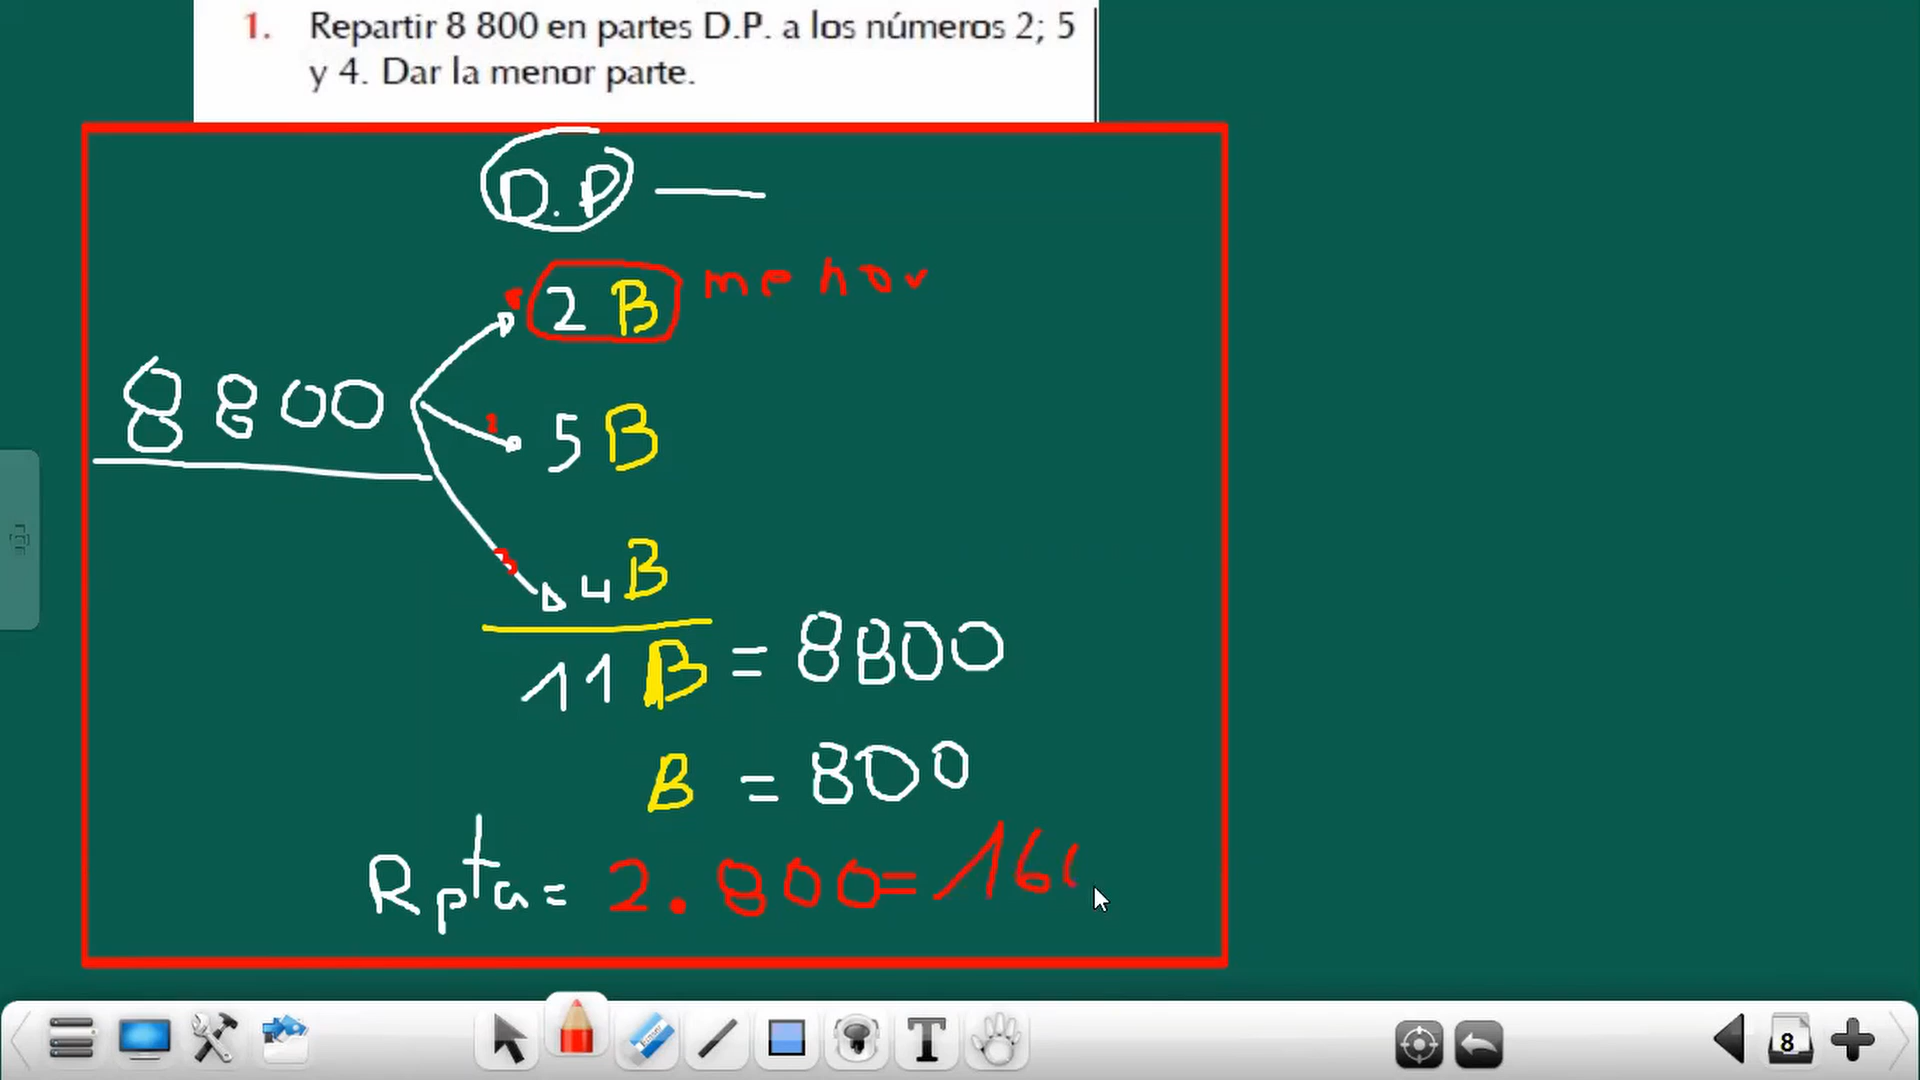 1. Repartir 8 800 en partes D.P. a los números 2; 5
y 4. Dar la menor parte.
D.P
2 B menor
8800
5 B
4 B
11 B = 8800
B = 800
Rpta = 2.800 = 160
8